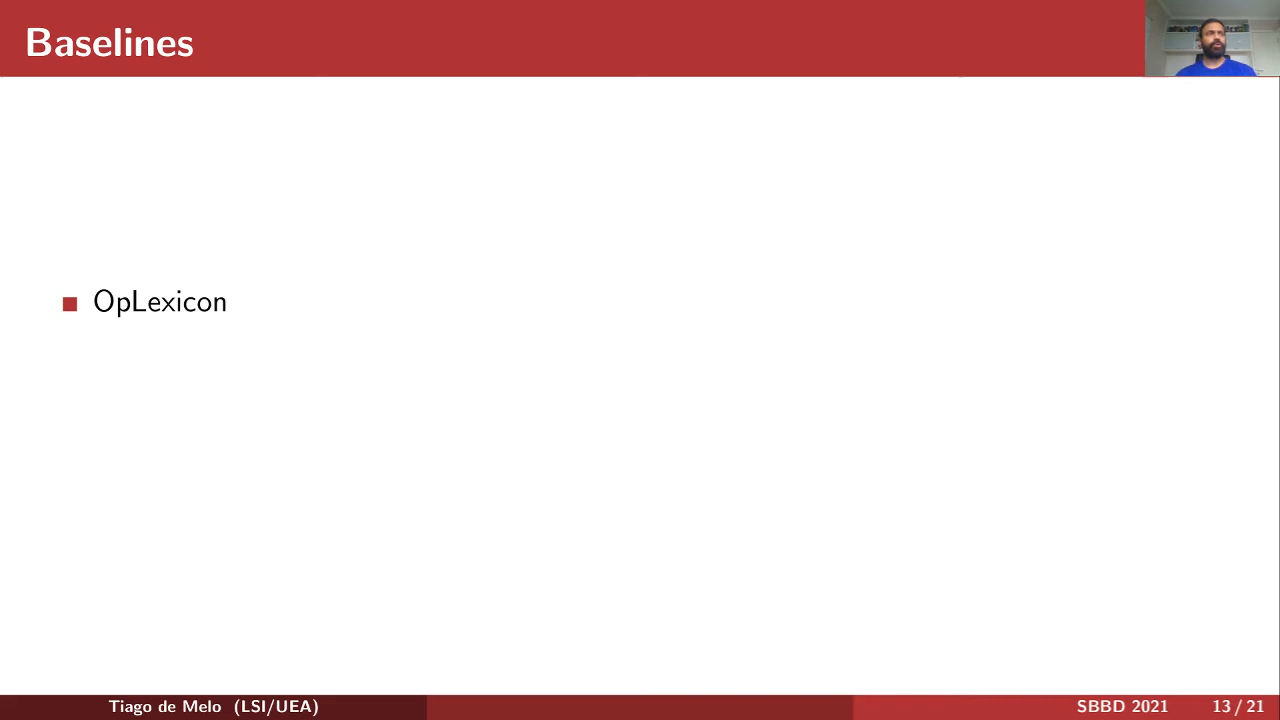 Baselines
OpLexicon
Tiago de Melo (LSI/UEA)
SBBD 2021
13 / 21